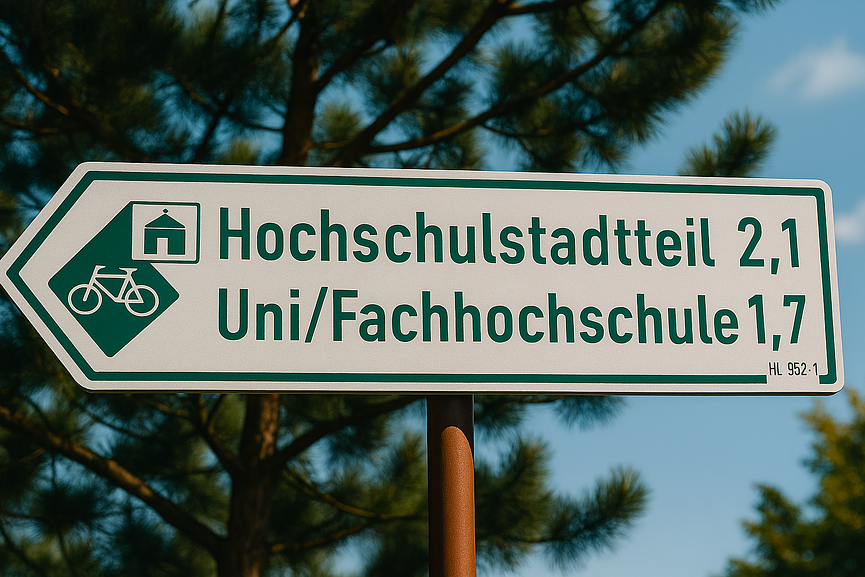 Hochschulstadtteil 2,1
Uni/Fachhochschule 1,7
HL 952-1